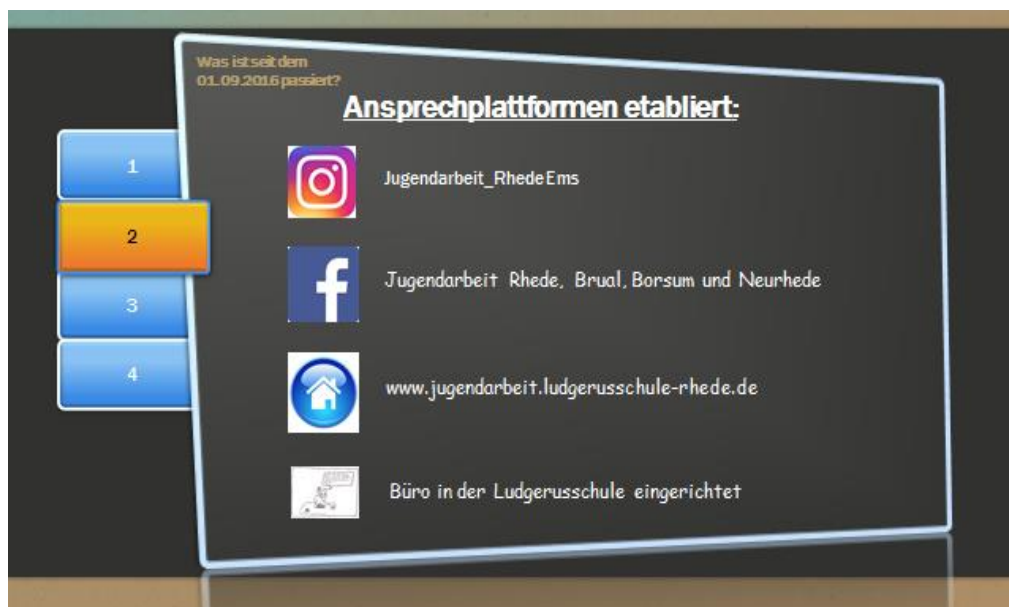 Was ist seit dem
01.09.2016 passiert?
Ansprechplattformen etabliert:
1
Jugendarbeit_RhedeEms
2
Jugendarbeit Rhede, Brual, Borsum und Neurhede
3
4
www.jugendarbeit.ludgerusschule-rhede.de
Büro in der Ludgerusschule eingerichtet